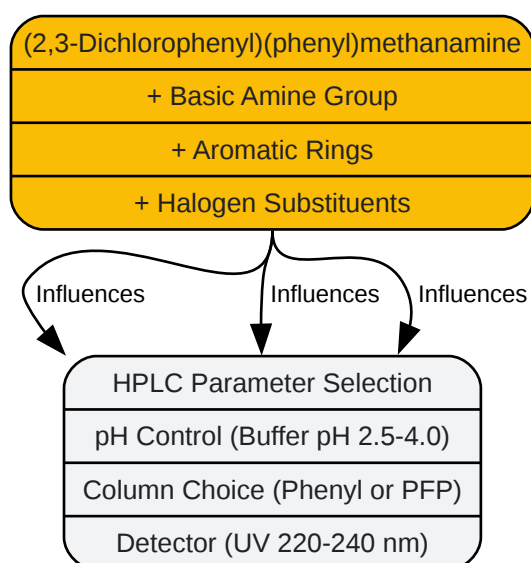 (2,3-Dichlorophenyl)(phenyl)methanamine
+ Basic Amine Group
+ Aromatic Rings
+ Halogen Substituents
Influences
Influences
Influences
HPLC Parameter Selection
pH Control (Buffer pH 2.5-4.0)
Column Choice (Phenyl or PFP)
Detector (UV 220-240 nm)